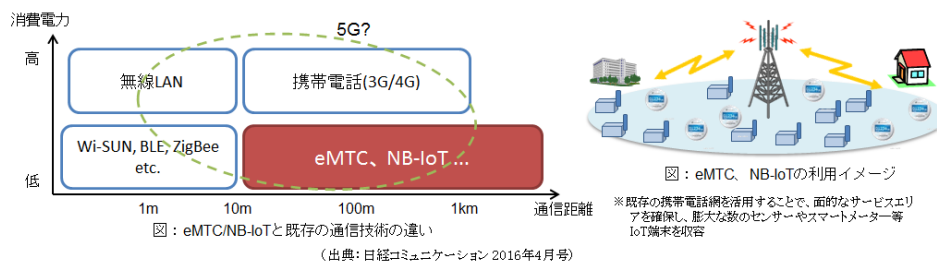 消費電力
5G?
高
無線LAN
携帯電話(3G/4G)
Wi-SUN, BLE, ZigBee
etc.
eMTC、NB-IoT ...
低
1m
10m
100m
1km
通信距離
図：eMTC/NB-IoTと既存の通信技術の違い
（出典：日経コミュニケーション 2016年4月号）
図：eMTC、NB-IoTの利用イメージ
※既存の携帯電話網を活用することで、面的なサービスエリ
アを確保し、膨大な数のセンサーやスマートメーター等
IoT端末を収容